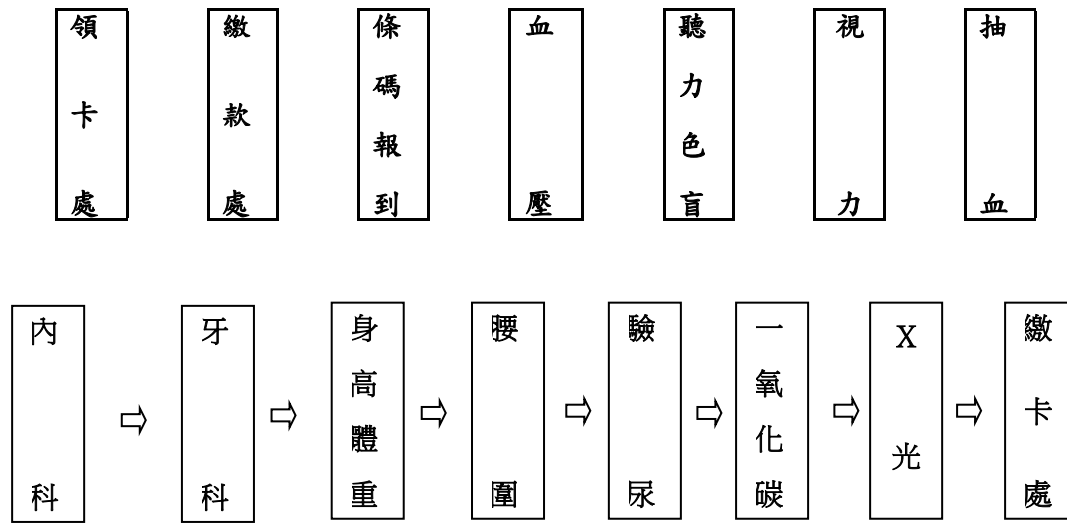 領卡處
繳款處
條碼報到
血壓
聽力色盲
視力
抽血
內科
牙科
身高體重
腰圍
驗尿
一氧化碳
X光
繳卡處